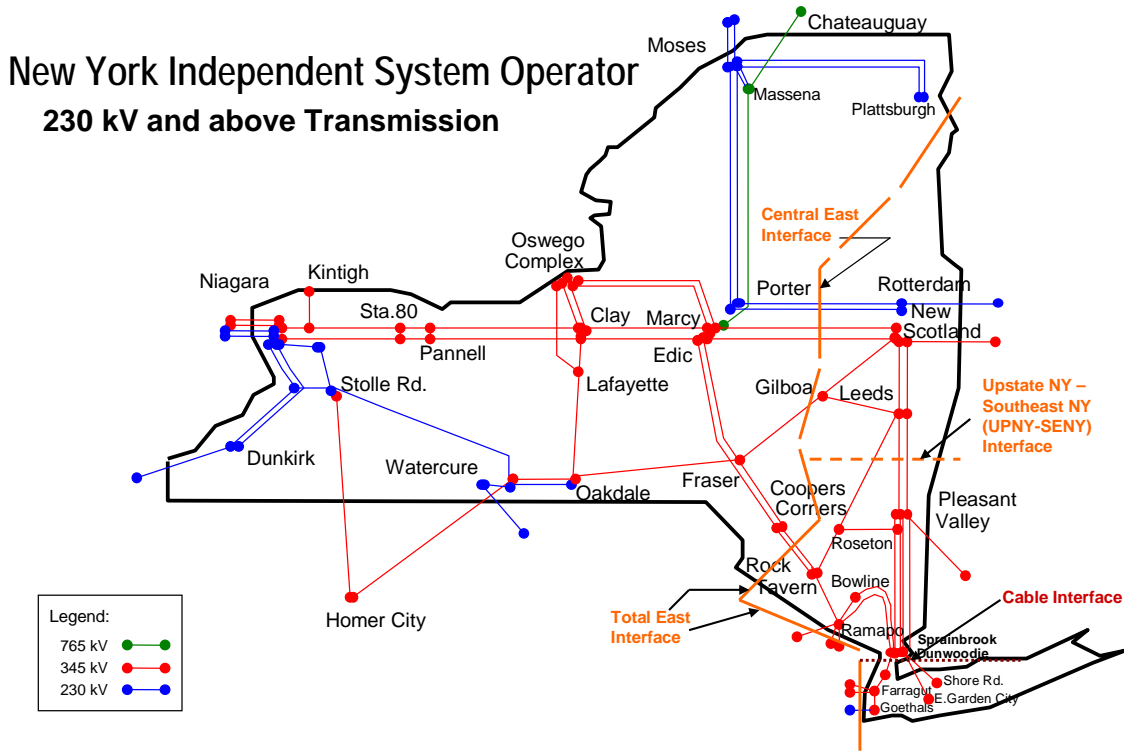 New York Independent System Operator
230 kV and above Transmission
Chateauguay
Moses
Massena
Plattsburgh
Central East
Interface
Oswego
Complex
Niagara
Kintigh
Porter
Rotterdam
Sta.80
Clay
Marcy
New
Scotland
Pannell
Edic
Lafayette
Stolle Rd.
Gilboa
Leeds
Upstate NY –
Southeast NY
(UPNY-SENY)
Interface
Dunkirk
Watercure
Oakdale
Fraser
Coopers
Corners
Pleasant
Valley
Roseton
Rock
Tavern
Bowline
Homer City
Total East
Interface
Ramapo
Cable Interface
Sprainbrook
Dunwoodie
Shore Rd.
Farragut
E.Garden City
Goethals
Legend:
765 kV
345 kV
230 kV